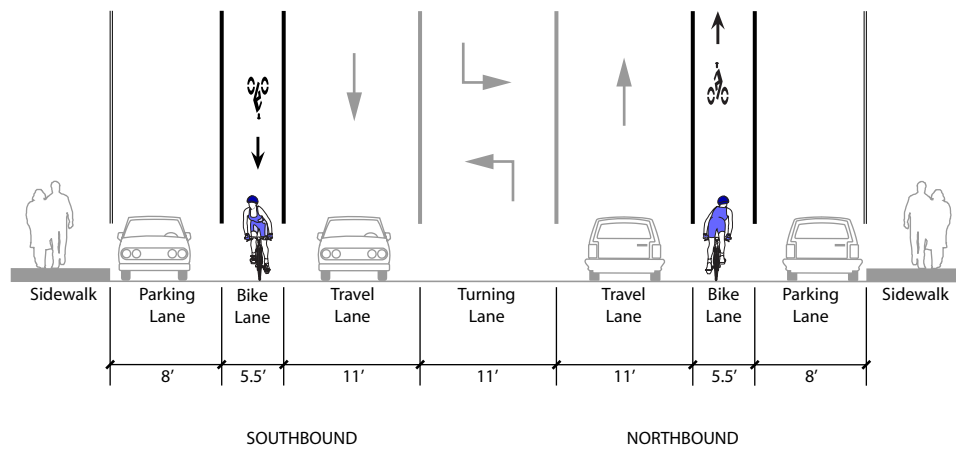 Sidewalk
Parking
Lane
Bike
Lane
Travel
Lane
Turning
Lane
Travel
Lane
Bike
Lane
Parking
Lane
Sidewalk
8’
5.5’
11’
11’
11’
5.5’
8’
SOUTHBOUND
NORTHBOUND